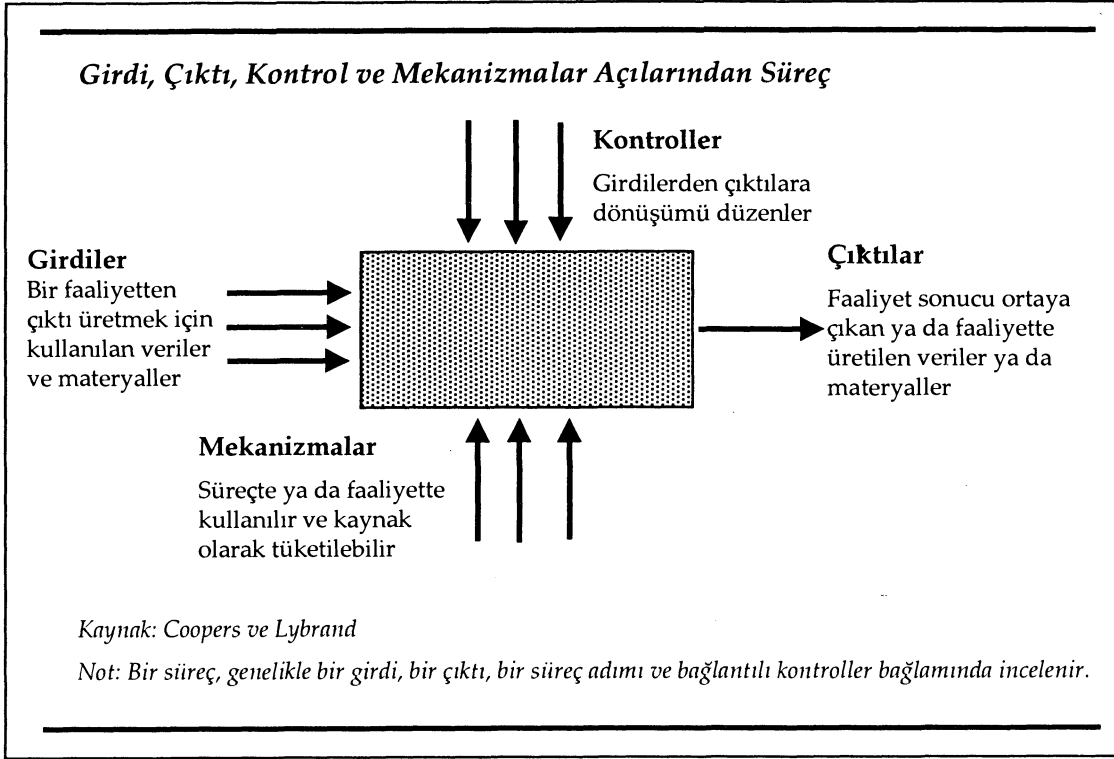 Girdi, Çıktı, Kontrol ve Mekanizmalar Açılarından Süreç
Kontroller
Girdilerden çıktılara
dönüşümü düzenler
Girdiler
Bir faaliyetten
çıktı üretmek için
kullanılan veriler
ve materyaller
Çıktılar
Faaliyet sonucu ortaya
çıkan ya da faaliyette
üretilen veriler ya da
materyaller
Mekanizmalar
Süreçte ya da faaliyette
kullanılır ve kaynak
olarak tüketilebilir
Kaynak: Coopers ve Lybrand
Not: Bir süreç, genelikle bir girdi, bir çıktı, bir süreç adımı ve bağlantılı kontroller bağlamında incelenir.